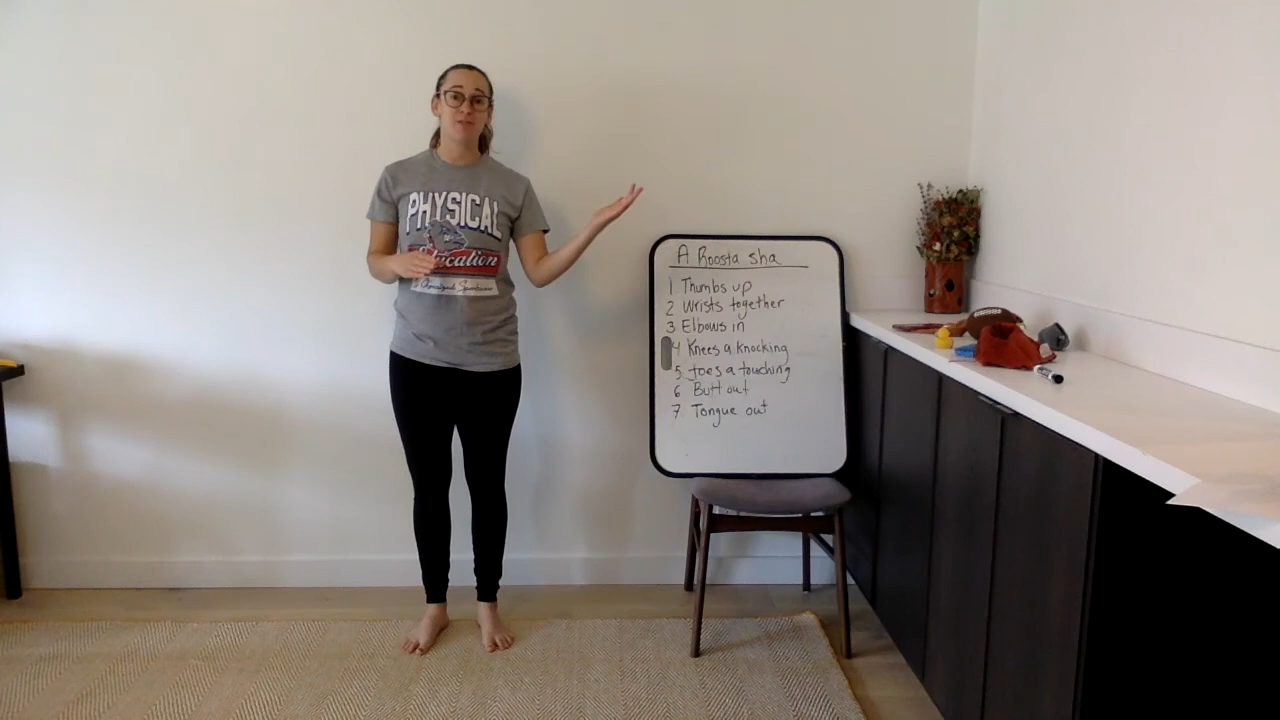 PHYSICAL
Education
A Roosta sha
1 Thumbs up
2 Wrists together
3 Elbows in
4 Knees a knocking
5 Toes a touching
6 Butt out
7 Tongue out